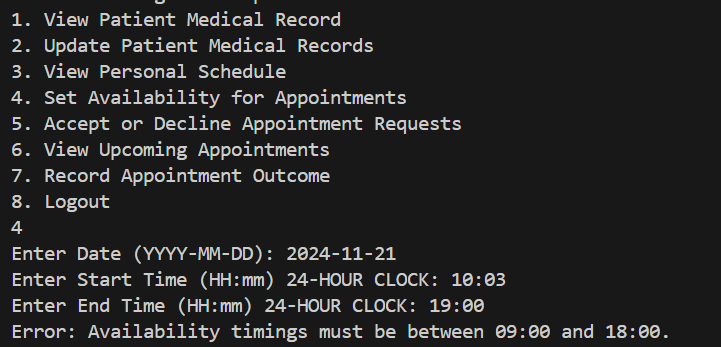 1. View Patient Medical Record
2. Update Patient Medical Records
3. View Personal Schedule
4. Set Availability for Appointments
5. Accept or Decline Appointment Requests
6. View Upcoming Appointments
7. Record Appointment Outcome
8. Logout
4
Enter Date (YYYY-MM-DD): 2024-11-21
Enter Start Time (HH:mm) 24-HOUR CLOCK: 10:03
Enter End Time (HH:mm) 24-HOUR CLOCK: 19:00
Error: Availability timings must be between 09:00 and 18:00.